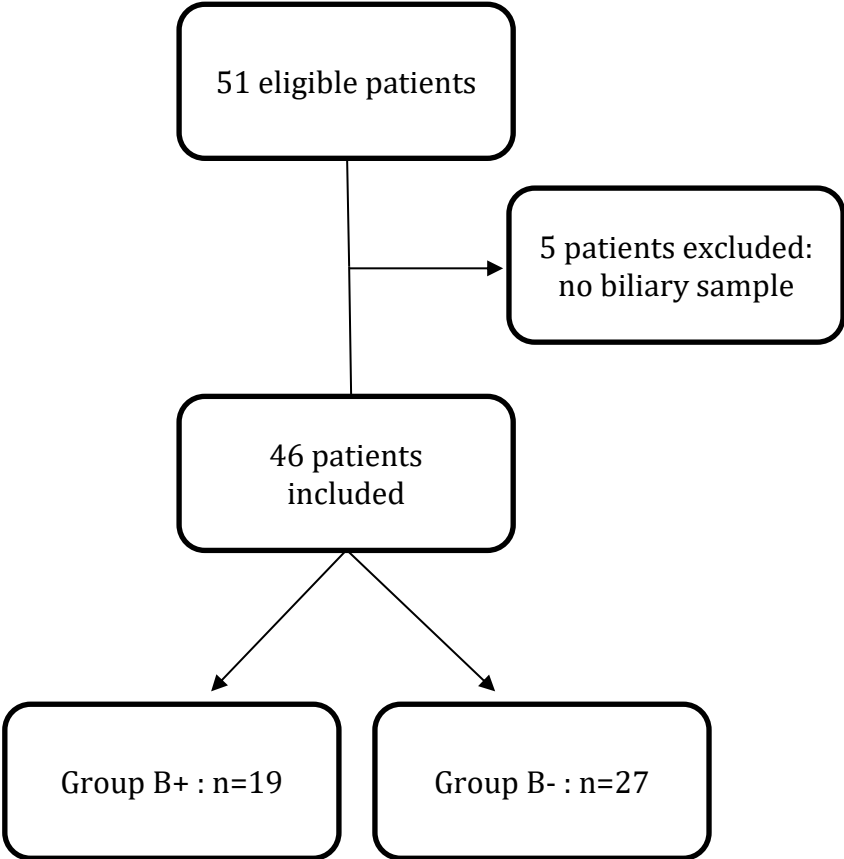 51 eligible patients
5 patients excluded:
no biliary sample
46 patients
included
Group B+ : n=19
Group B- : n=27